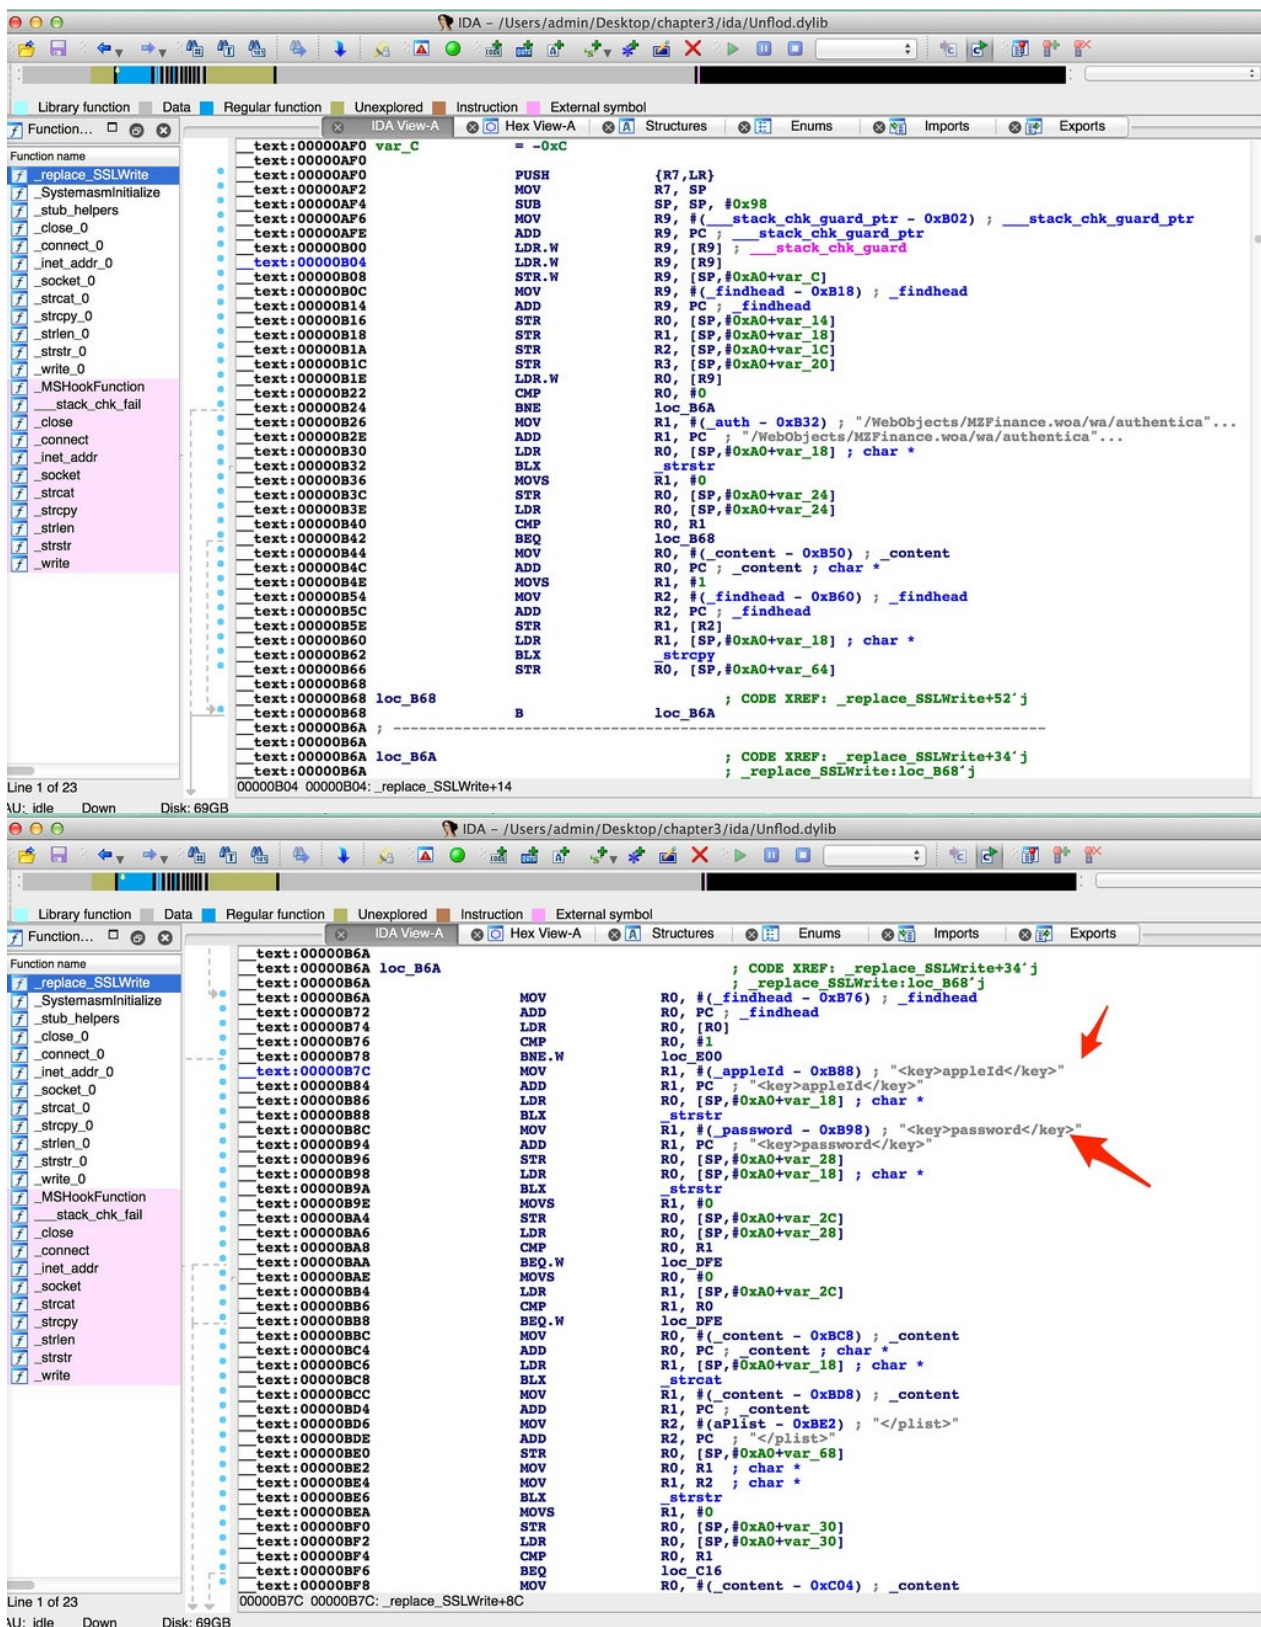 IDA – /Users/admin/Desktop/chapter3/ida/Unflod.dylib
Library function Data Regular function Unexplored Instruction External symbol
Function... IDA View-A Hex View-A Structures Enums Imports Exports
Function name
_replace_SSLWrite
_SystemasmInitialize
_stub_helpers
_close_0
_connect_0
_inet_addr_0
_socket_0
_strcat_0
_strcpy_0
_strlen_0
_strstr_0
_write_0
_MSHookFunction
___stack_chk_fail
_close
_connect
_inet_addr
_socket
_strcat
_strcpy
_strlen
_strstr
_write
Line 1 of 23
__text:00000AF0 var_C = -0xC
__text:00000AF0
__text:00000AF0 PUSH {R7,LR}
__text:00000AF2 MOV R7, SP
__text:00000AF4 SUB SP, SP, #0x98
__text:00000AF6 MOV R9, #(___stack_chk_guard_ptr - 0xB02) ; ___stack_chk_guard_ptr
__text:00000AFE ADD R9, PC ; ___stack_chk_guard_ptr
__text:00000B00 LDR.W R9, [R9] ; ___stack_chk_guard
__text:00000B04 LDR.W R9, [R9]
__text:00000B08 STR.W R9, [SP,#0xA0+var_C]
__text:00000B0C MOV R9, #(_findhead - 0xB18) ; _findhead
__text:00000B14 ADD R9, PC ; _findhead
__text:00000B16 STR R0, [SP,#0xA0+var_14]
__text:00000B18 STR R1, [SP,#0xA0+var_18]
__text:00000B1A STR R2, [SP,#0xA0+var_1C]
__text:00000B1C STR R3, [SP,#0xA0+var_20]
__text:00000B1E LDR.W R0, [R9]
__text:00000B22 CMP R0, #0
__text:00000B24 BNE loc_B6A
__text:00000B26 MOV R1, #(_auth - 0xB32) ; "/WebObjects/MZFinance.woa/wa/authentica"...
__text:00000B2E ADD R1, PC ; "/WebObjects/MZFinance.woa/wa/authentica"...
__text:00000B30 LDR R0, [SP,#0xA0+var_18] ; char *
__text:00000B32 BLX _strstr
__text:00000B36 MOVS R1, #0
__text:00000B3C STR R0, [SP,#0xA0+var_24]
__text:00000B3E LDR R0, [SP,#0xA0+var_24]
__text:00000B40 CMP R0, R1
__text:00000B42 BEQ loc_B68
__text:00000B44 MOV R0, #(_content - 0xB50) ; _content
__text:00000B4C ADD R0, PC ; _content ; char *
__text:00000B4E MOVS R1, #1
__text:00000B54 MOV R2, #(_findhead - 0xB60) ; _findhead
__text:00000B5C ADD R2, PC ; _findhead
__text:00000B5E STR R1, [R2]
__text:00000B60 LDR R1, [SP,#0xA0+var_18] ; char *
__text:00000B62 BLX _strcpy
__text:00000B66 STR R0, [SP,#0xA0+var_64]
__text:00000B68
__text:00000B68 loc_B68 ; CODE XREF: _replace_SSLWrite+52↑j
__text:00000B68 B loc_B6A
__text:00000B6A ; ---------------------------------------------------------------------------
__text:00000B6A
__text:00000B6A loc_B6A ; CODE XREF: _replace_SSLWrite+34↑j
__text:00000B6A ; _replace_SSLWrite:loc_B68↑j
00000B04 00000B04: _replace_SSLWrite+14
AU: idle Down Disk: 69GB
IDA – /Users/admin/Desktop/chapter3/ida/Unflod.dylib
Library function Data Regular function Unexplored Instruction External symbol
Function... IDA View-A Hex View-A Structures Enums Imports Exports
Function name
_replace_SSLWrite
_SystemasmInitialize
_stub_helpers
_close_0
_connect_0
_inet_addr_0
_socket_0
_strcat_0
_strcpy_0
_strlen_0
_strstr_0
_write_0
_MSHookFunction
___stack_chk_fail
_close
_connect
_inet_addr
_socket
_strcat
_strcpy
_strlen
_strstr
_write
Line 1 of 23
__text:00000B6A
__text:00000B6A loc_B6A ; CODE XREF: _replace_SSLWrite+34↑j
__text:00000B6A ; _replace_SSLWrite:loc_B68↑j
__text:00000B6A MOV R0, #(_findhead - 0xB76) ; _findhead
__text:00000B72 ADD R0, PC ; _findhead
__text:00000B74 LDR R0, [R0]
__text:00000B76 CMP R0, #1
__text:00000B78 BNE.W loc_E00
__text:00000B7C MOV R1, #(_appleId - 0xB88) ; "<key>appleId</key>"
__text:00000B84 ADD R1, PC ; "<key>appleId</key>"
__text:00000B86 LDR R0, [SP,#0xA0+var_18] ; char *
__text:00000B88 BLX _strstr
__text:00000B8C MOV R1, #(_password - 0xB98) ; "<key>password</key>"
__text:00000B94 ADD R1, PC ; "<key>password</key>"
__text:00000B96 STR R0, [SP,#0xA0+var_28]
__text:00000B98 LDR R0, [SP,#0xA0+var_18] ; char *
__text:00000B9A BLX _strstr
__text:00000B9E MOVS R1, #0
__text:00000BA4 STR R0, [SP,#0xA0+var_2C]
__text:00000BA6 LDR R0, [SP,#0xA0+var_28]
__text:00000BA8 CMP R0, R1
__text:00000BAA BEQ.W loc_DFE
__text:00000BAE MOVS R0, #0
__text:00000BB4 LDR R1, [SP,#0xA0+var_2C]
__text:00000BB6 CMP R1, R0
__text:00000BB8 BEQ.W loc_DFE
__text:00000BBC MOV R0, #(_content - 0xBC8) ; _content
__text:00000BC4 ADD R0, PC ; _content ; char *
__text:00000BC6 LDR R1, [SP,#0xA0+var_18] ; char *
__text:00000BC8 BLX _strcat
__text:00000BCC MOV R1, #(_content - 0xBD8) ; _content
__text:00000BD4 ADD R1, PC ; _content
__text:00000BD6 MOV R2, #(aPlist - 0xBE2) ; "</plist>"
__text:00000BDE ADD R2, PC ; "</plist>"
__text:00000BE0 STR R0, [SP,#0xA0+var_68]
__text:00000BE2 MOV R0, R1 ; char *
__text:00000BE4 MOV R1, R2 ; char *
__text:00000BE6 BLX _strstr
__text:00000BEA MOVS R1, #0
__text:00000BF0 STR R0, [SP,#0xA0+var_30]
__text:00000BF2 LDR R0, [SP,#0xA0+var_30]
__text:00000BF4 CMP R0, R1
__text:00000BF6 BEQ loc_C16
__text:00000BF8 MOV R0, #(_content - 0xC04) ; _content
00000B7C 00000B7C: _replace_SSLWrite+8C
AU: idle Down Disk: 69GB